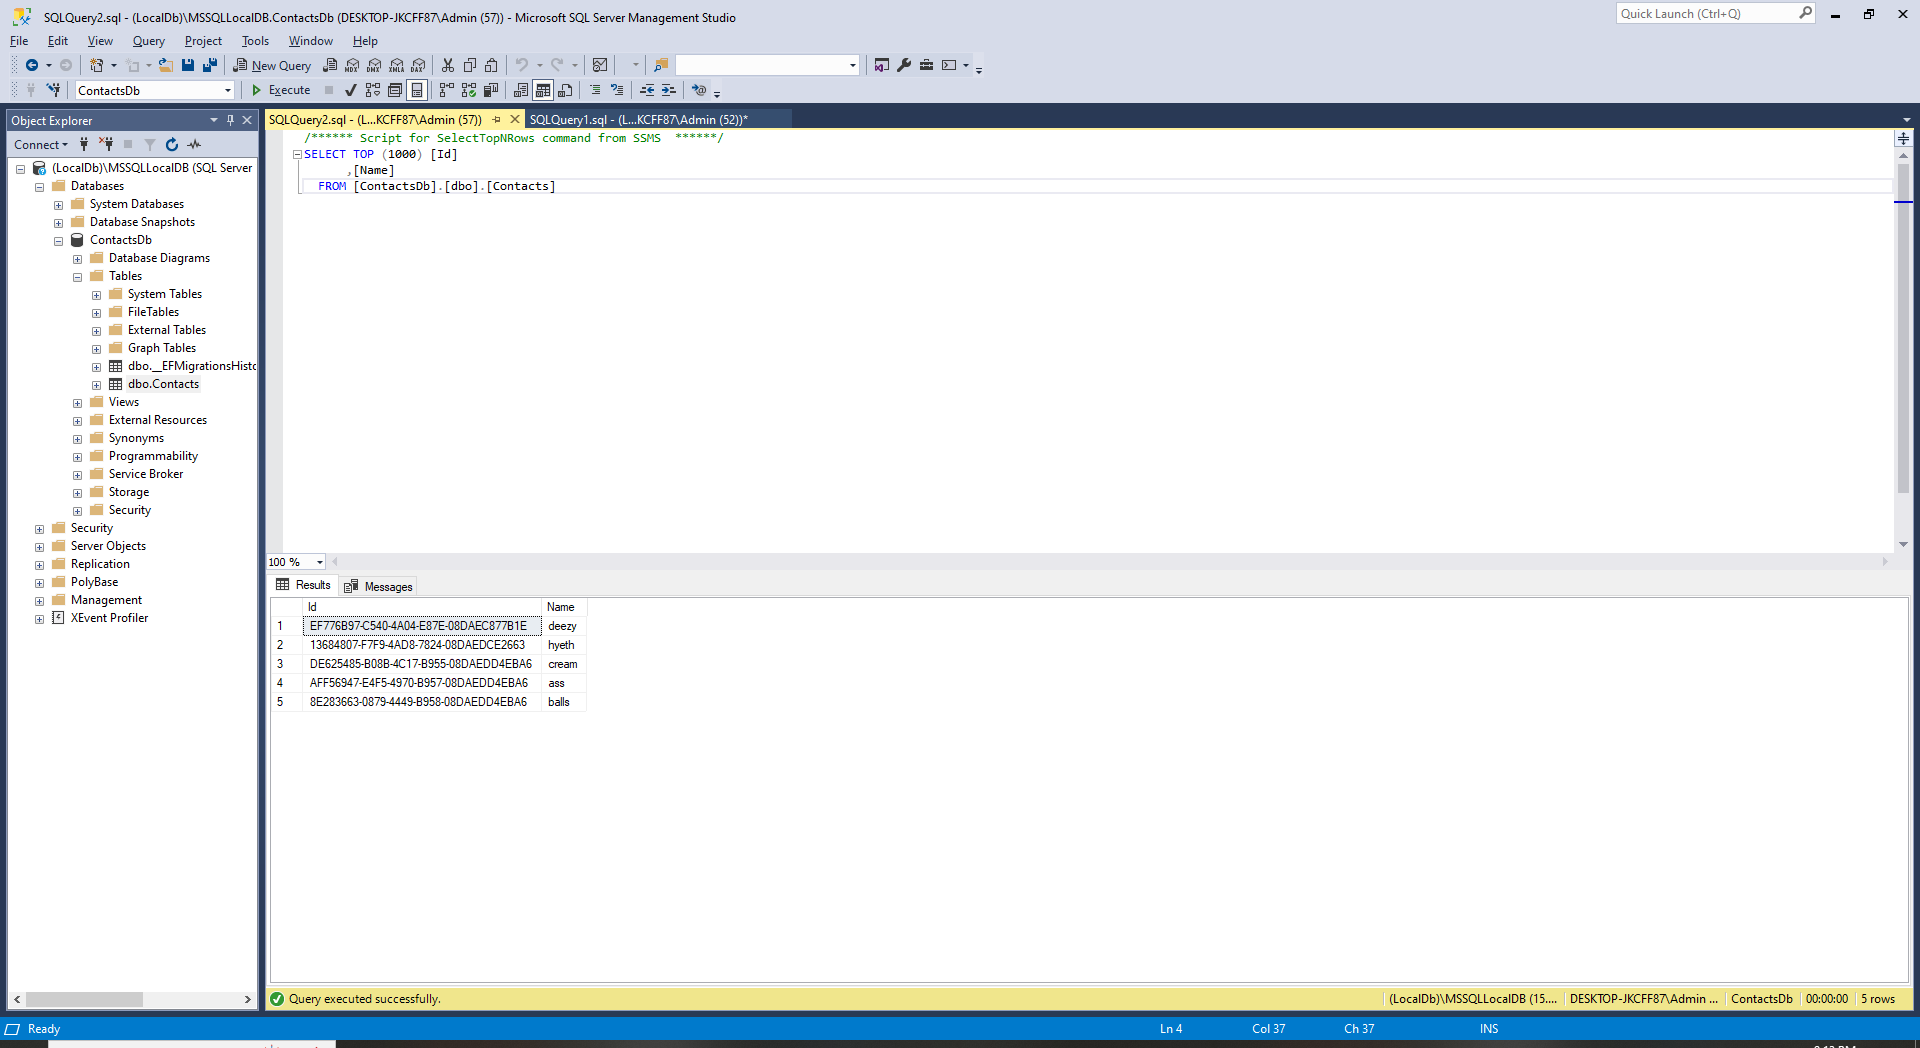 SQLQuery2.sql - (LocalDb)\MSSQLLocalDB.ContactsDb (DESKTOP-JKCFF87\Admin (57)) - Microsoft SQL Server Management Studio
Quick Launch (Ctrl+Q)
File Edit View Query Project Tools Window Help
New Query MDX DMX XMLA DAX
ContactsDb Execute
Object Explorer
SQLQuery2.sql - (L...KCFF87\Admin (57)) SQLQuery1.sql - (L...KCFF87\Admin (52))*
Connect
(LocalDb)\MSSQLLocalDB (SQL Server
Databases
System Databases
Database Snapshots
ContactsDb
Database Diagrams
Tables
System Tables
FileTables
External Tables
Graph Tables
dbo.__EFMigrationsHisto
dbo.Contacts
Views
External Resources
Synonyms
Programmability
Service Broker
Storage
Security
Security
Server Objects
Replication
PolyBase
Management
XEvent Profiler
/****** Script for SelectTopNRows command from SSMS  ******/
SELECT TOP (1000) [Id]
,[Name]
FROM [ContactsDb].[dbo].[Contacts]
100 %
Results Messages
Id Name
1 EF776B97-C540-4A04-E87E-08DAEC877B1E deezy
2 13684807-F7F9-4AD8-7824-08DAEDCE2663 hyeth
3 DE625485-B08B-4C17-B955-08DAEDD4EBA6 cream
4 AFF56947-E4F5-4970-B957-08DAEDD4EBA6 ass
5 8E283663-0879-4449-B958-08DAEDD4EBA6 balls
Query executed successfully. (LocalDb)\MSSQLLocalDB (15.... DESKTOP-JKCFF87\Admin ... ContactsDb 00:00:00 5 rows
Ready Ln 4 Col 37 Ch 37 INS